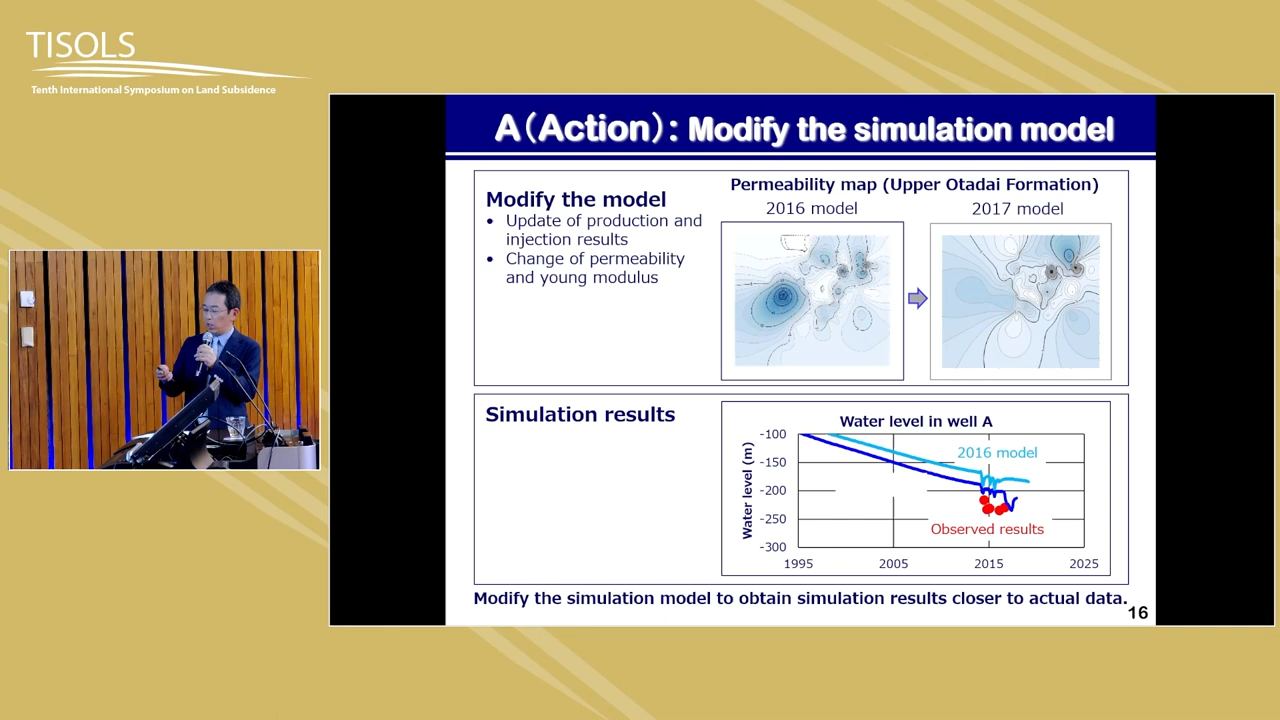 TISOLS
Tenth International Symposium on Land Subsidence
A(Action): Modify the simulation model
Modify the model
• Update of production and
injection results
• Change of permeability
and young modulus
Permeability map (Upper Otadai Formation)
2016 model
2017 model
Simulation results
Water level in well A
Water level (m)
-100
-150
-200
-250
-300
2016 model
Observed results
1995
2005
2015
2025
Modify the simulation model to obtain simulation results closer to actual data.
16